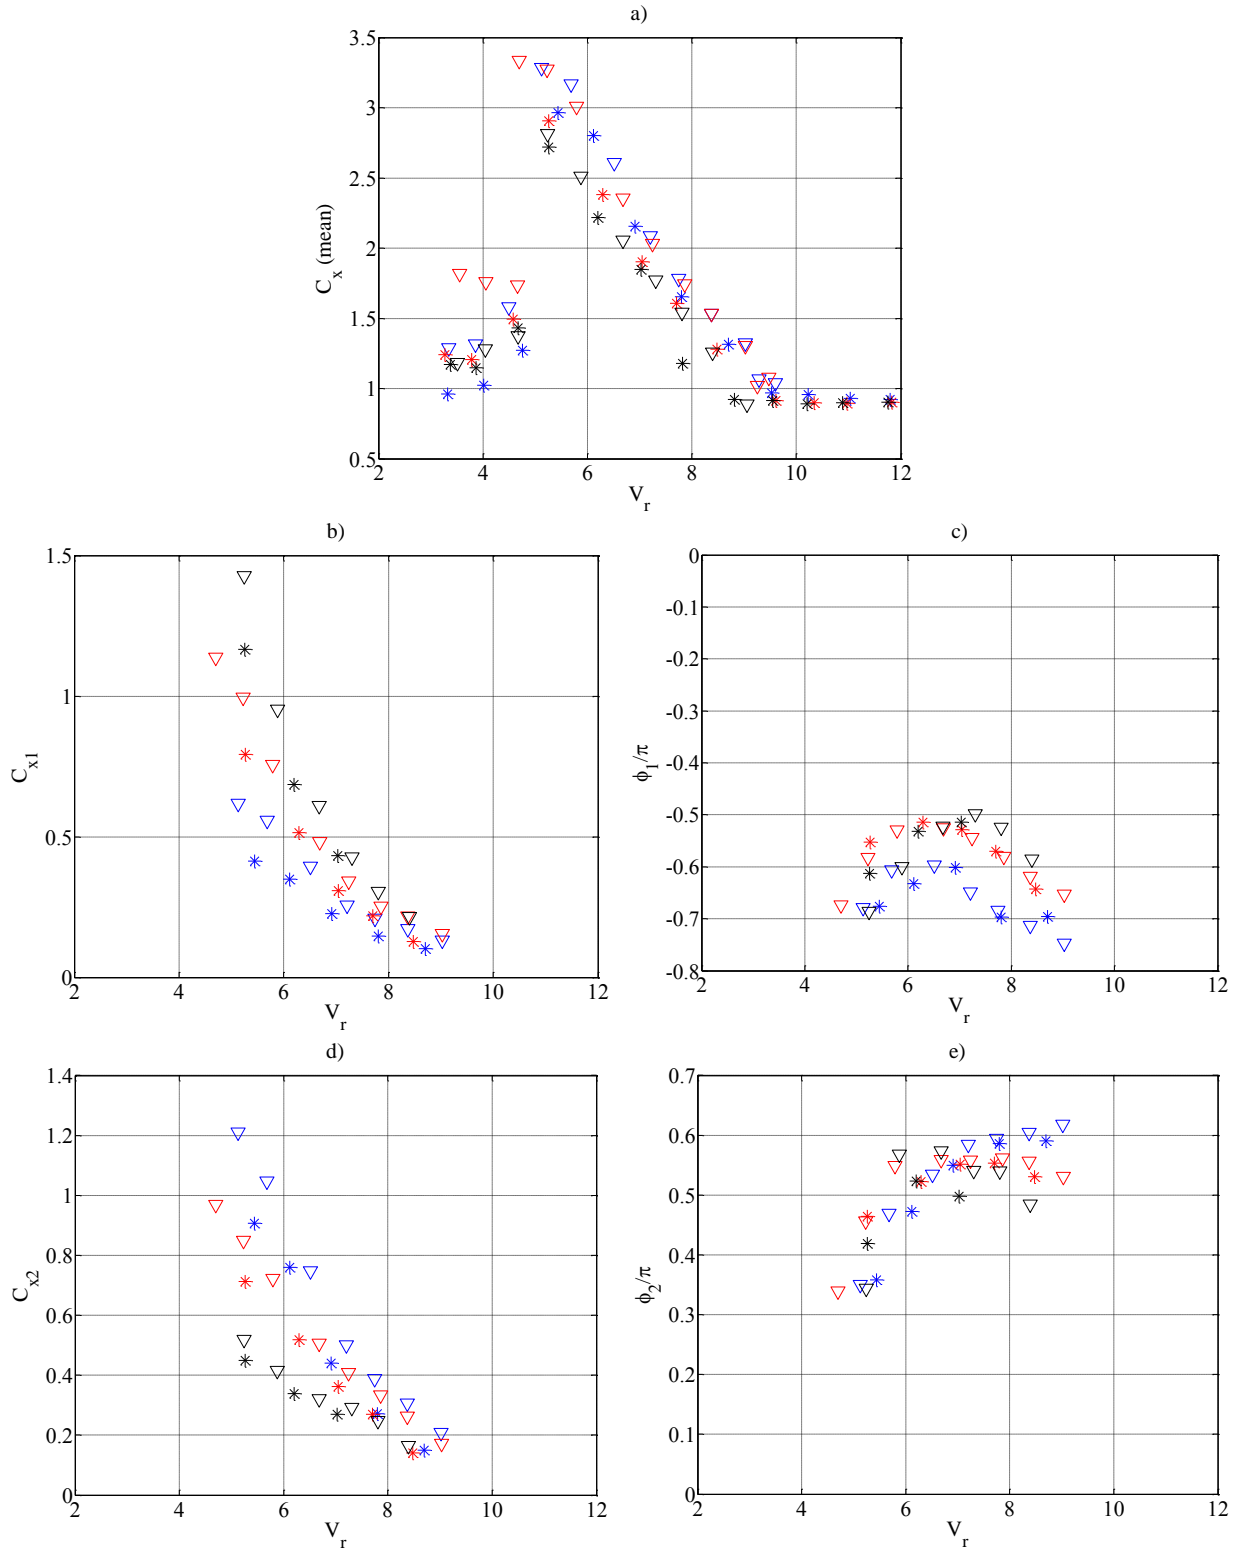 a)
3.5
3
2.5
2
1.5
1
0.5
C_x (mean)
2 4 6 8 10 12
V_r
b)
1.5
1
0.5
0
C_x1
2 4 6 8 10 12
V_r
c)
0
-0.1
-0.2
-0.3
-0.4
-0.5
-0.6
-0.7
-0.8
ϕ_1/π
2 4 6 8 10 12
V_r
d)
1.4
1.2
1
0.8
0.6
0.4
0.2
0
C_x2
2 4 6 8 10 12
V_r
e)
0.7
0.6
0.5
0.4
0.3
0.2
0.1
0
ϕ_2/π
2 4 6 8 10 12
V_r